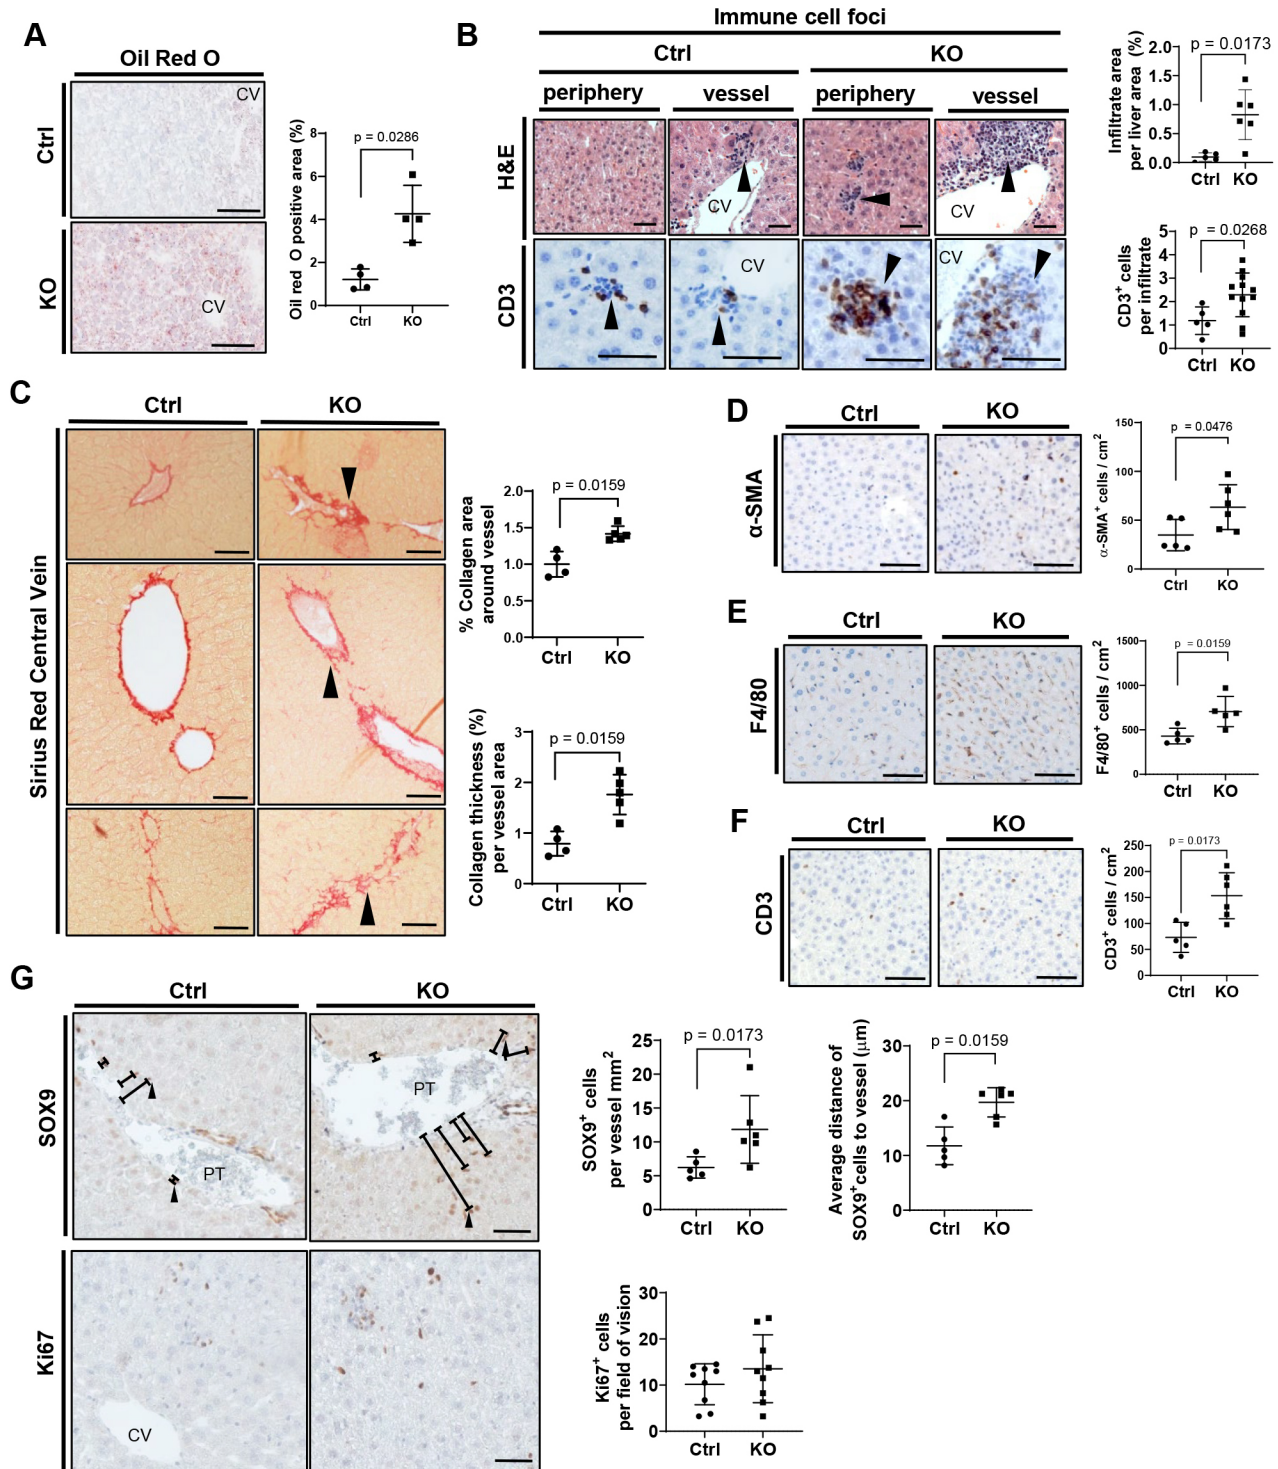 A
Oil Red O
Ctrl
CV
KO
CV
Oil red O positive area (%)
p = 0.0286
8
6
4
2
0
Ctrl KO
B
Immune cell foci
Ctrl KO
periphery vessel periphery vessel
H&E
CV
CV
CD3
CV
CV
Infiltrate area
per liver area (%)
p = 0.0173
2.0
1.5
1.0
0.5
0.0
Ctrl KO
CD3+ cells
per infiltrate
p = 0.0268
5
4
3
2
1
0
Ctrl KO
C
Ctrl KO
Sirius Red Central Vein
% Collagen area
around vessel
p = 0.0159
2.0
1.5
1.0
0.5
0.0
Ctrl KO
Collagen thickness (%)
per vessel area
p = 0.0159
3
2
1
0
Ctrl KO
D
Ctrl KO
α-SMA
α-SMA+ cells / cm2
p = 0.0476
150
100
50
0
Ctrl KO
E
Ctrl KO
F4/80
F4/80+ cells / cm2
p = 0.0159
1500
1000
500
0
Ctrl KO
F
Ctrl KO
CD3
CD3+ cells / cm2
p = 0.0173
250
200
150
100
50
0
Ctrl KO
G
Ctrl KO
SOX9
PT
PT
SOX9+ cells
per vessel mm2
p = 0.0173
25
20
15
10
5
0
Ctrl KO
Average distance of
SOX9+cells to vessel (µm)
p = 0.0159
30
20
10
0
Ctrl KO
Ki67
CV
Ki67+ cells
per field of vision
30
20
10
0
Ctrl KO